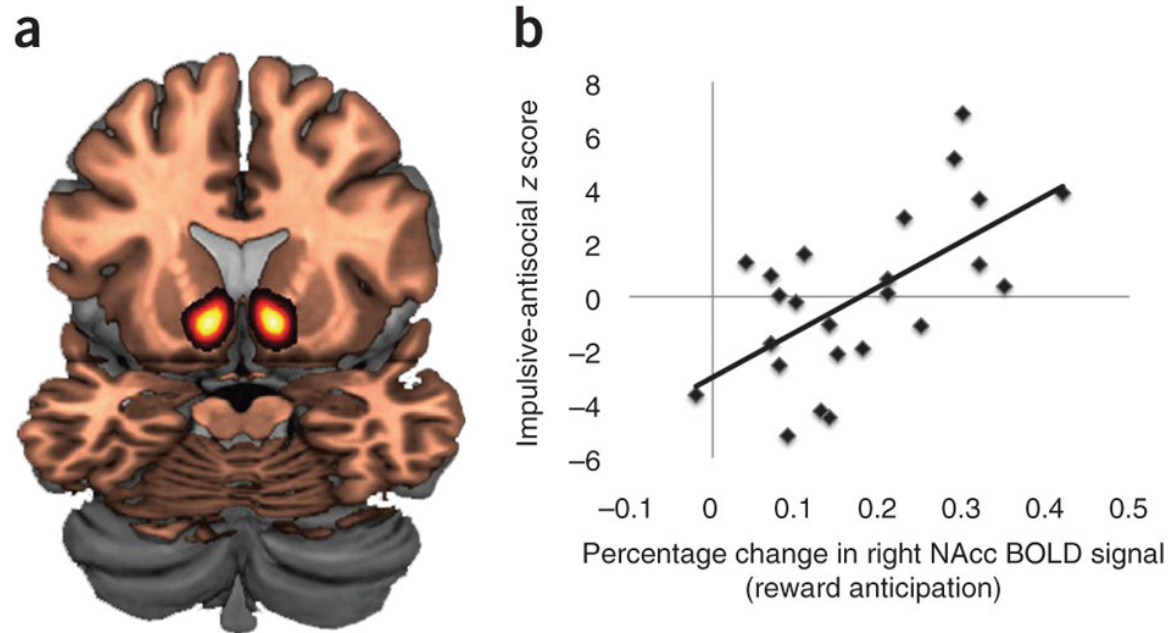 a
b
Impulsive-antisocial z score
8
6
4
2
0
–2
–4
–6
–0.1 0 0.1 0.2 0.3 0.4 0.5
Percentage change in right NAcc BOLD signal
(reward anticipation)